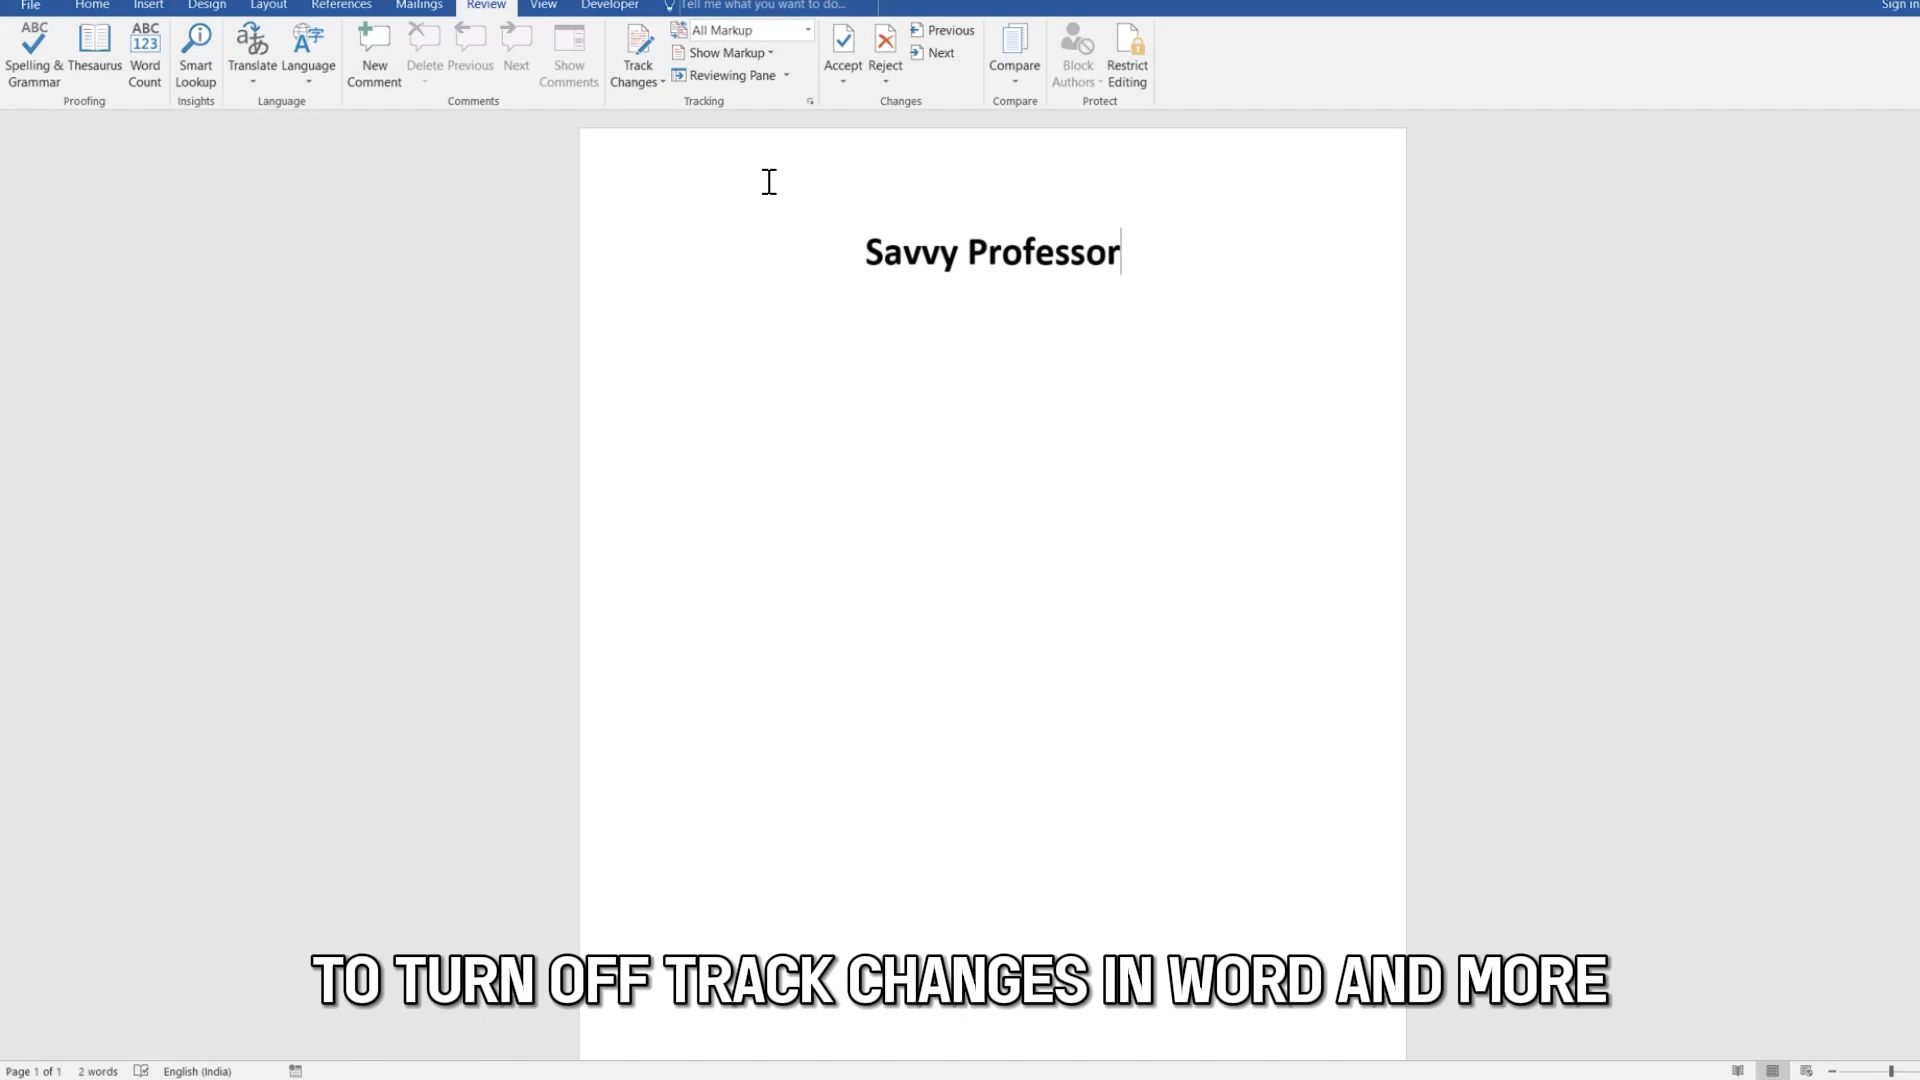 File Home Insert Design Layout References Mailings Review View Developer Tell me what you want to do... Sign in
ABC Spelling & Grammar
Thesaurus
ABC 123 Word Count
Proofing
Smart Lookup
Insights
Translate
Language
Language
New Comment
Delete
Previous
Next
Show Comments
Comments
Track Changes
All Markup
Show Markup
Reviewing Pane
Tracking
Accept
Reject
Previous
Next
Changes
Compare
Compare
Block Authors
Restrict Editing
Protect
Savvy Professor
TO TURN OFF TRACK CHANGES IN WORD AND MORE
Page 1 of 1 2 words English (India)